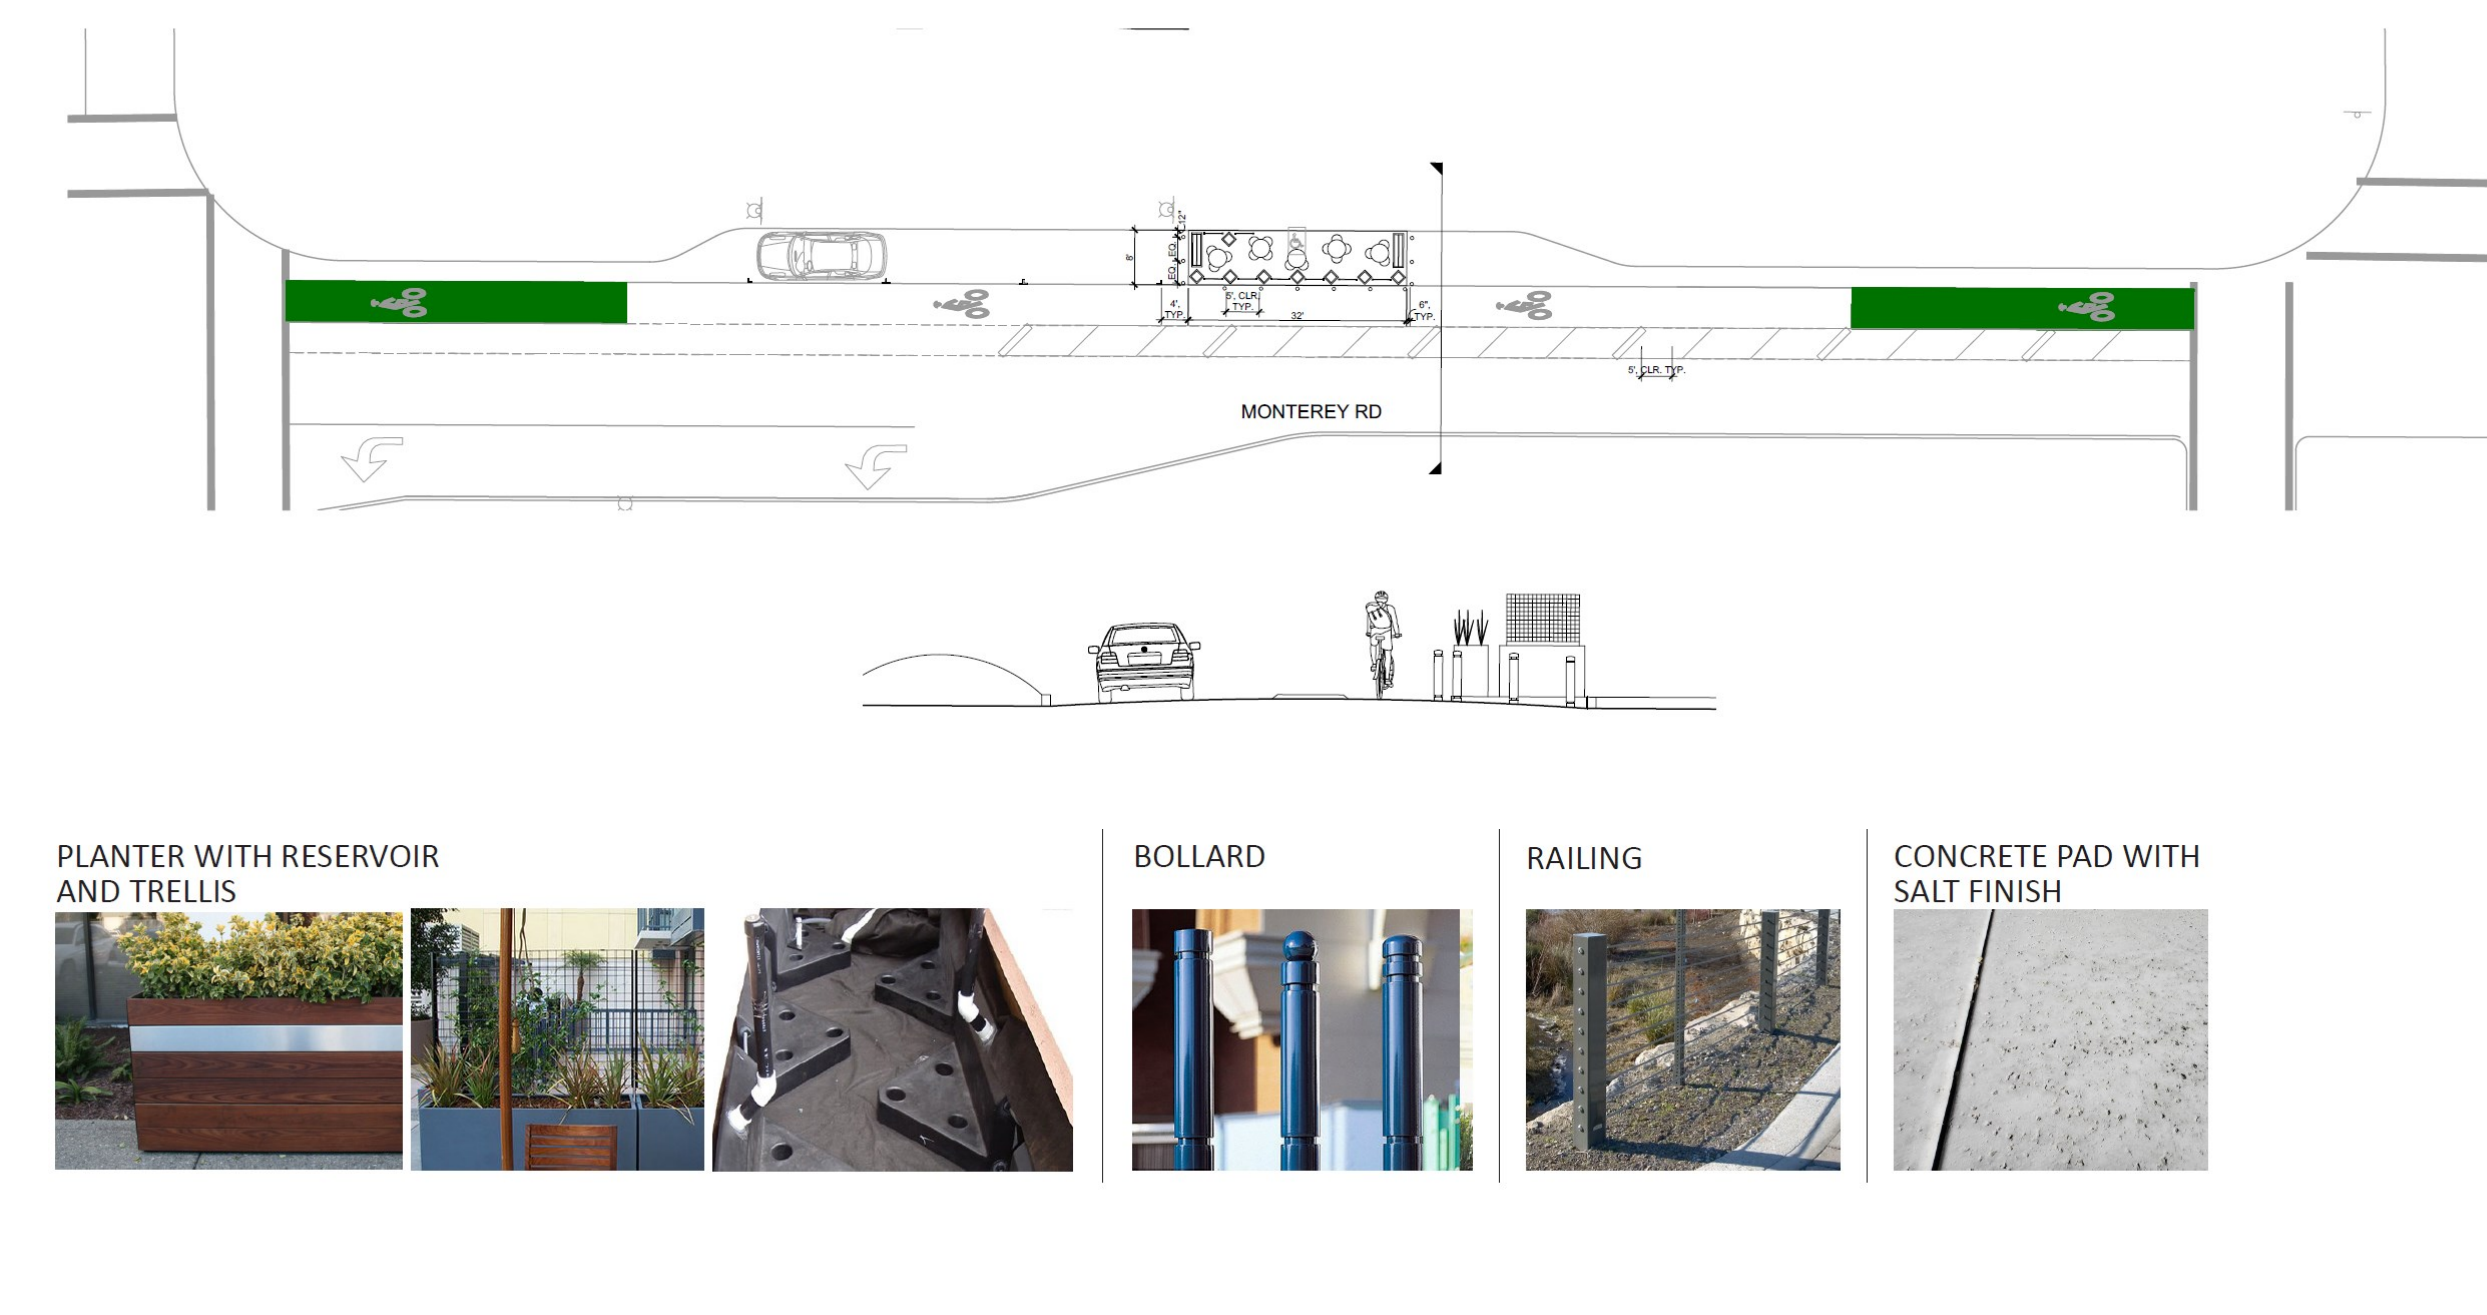 12"
8'
EQ.
EQ.
4',
TYP.
5', CLR.
TYP.
32'
6",
TYP.
5', CLR. TYP.
MONTEREY RD
PLANTER WITH RESERVOIR
AND TRELLIS
BOLLARD
RAILING
CONCRETE PAD WITH
SALT FINISH